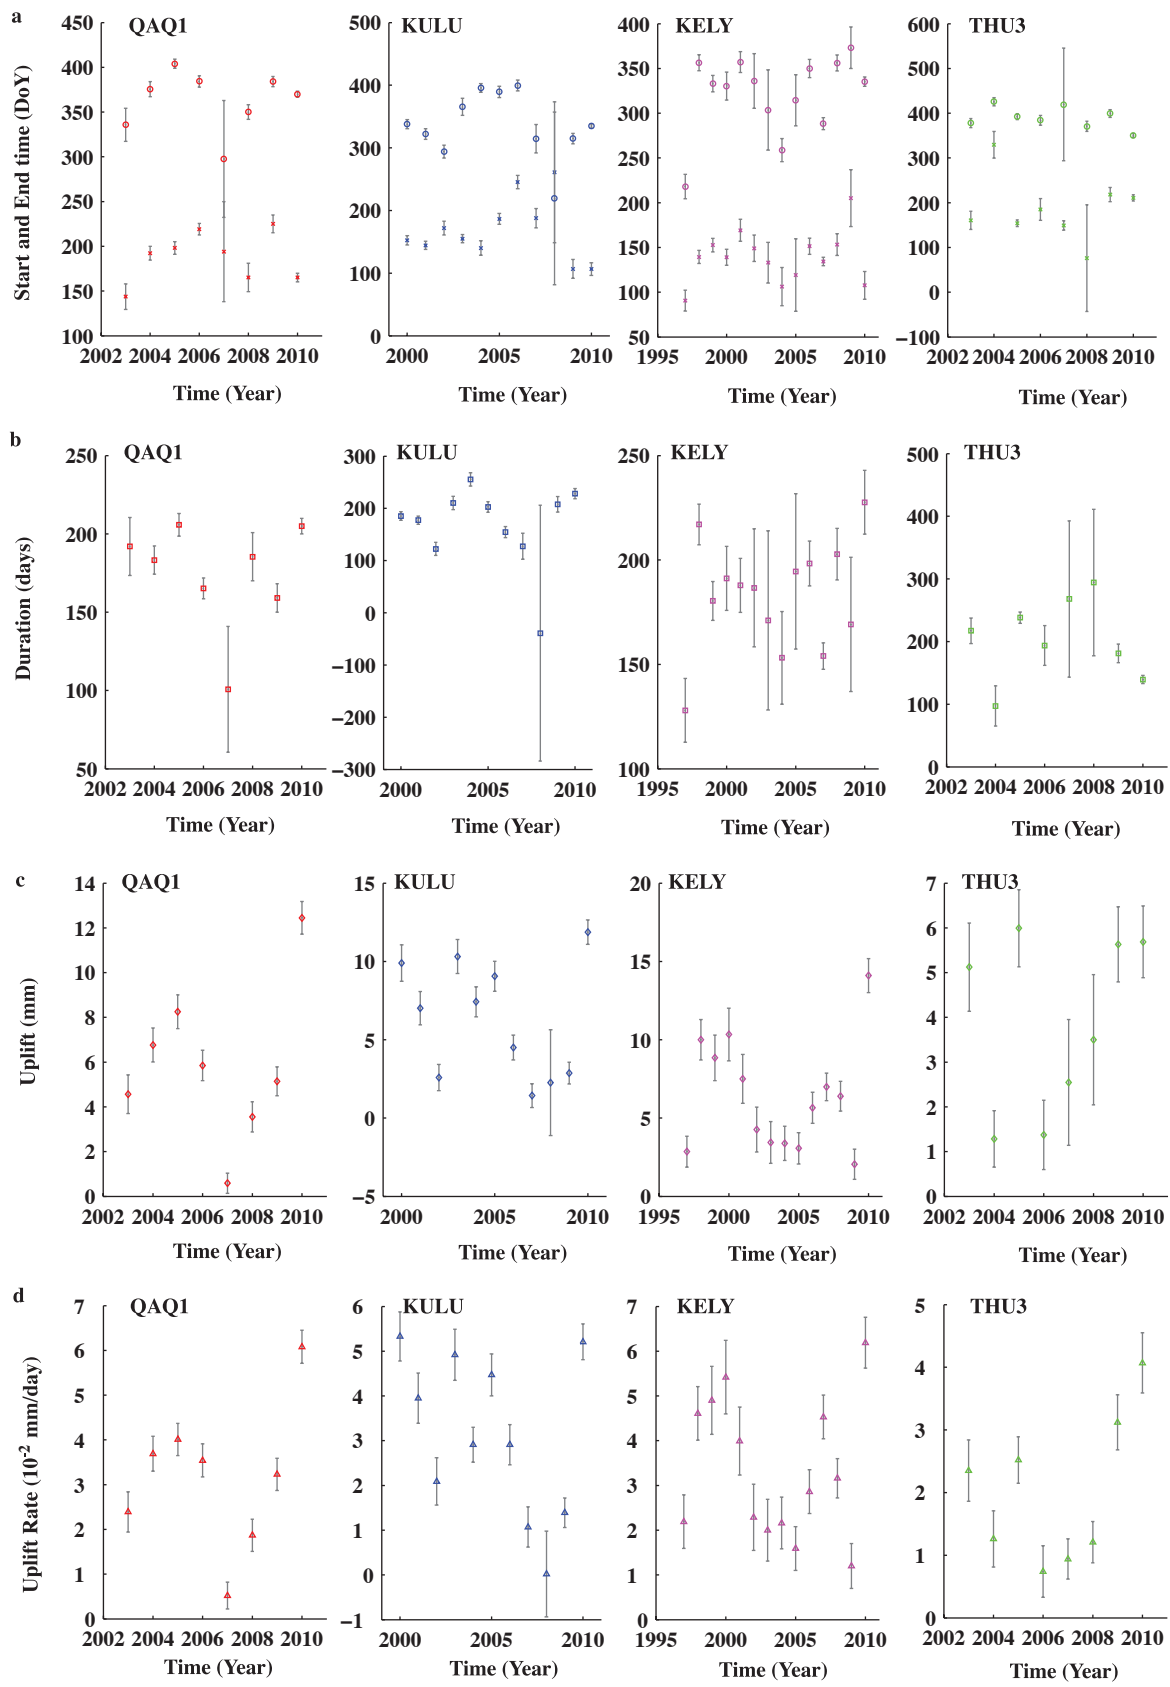 a
QAQ1 KULU KELY THU3
Start and End time (DoY)
450 400 350 300 250 200 150 100
2002 2004 2006 2008 2010
Time (Year)
500 400 300 200 100 0
2000 2005 2010
Time (Year)
400 350 300 250 200 150 100 50
1995 2000 2005 2010
Time (Year)
600 500 400 300 200 100 0 −100
2002 2004 2006 2008 2010
Time (Year)
b
QAQ1 KULU KELY THU3
Duration (days)
250 200 150 100 50
2002 2004 2006 2008 2010
Time (Year)
300 200 100 0 −100 −200 −300
2000 2005 2010
Time (Year)
250 200 150 100
1995 2000 2005 2010
Time (Year)
500 400 300 200 100 0
2002 2004 2006 2008 2010
Time (Year)
c
QAQ1 KULU KELY THU3
Uplift (mm)
14 12 10 8 6 4 2 0
2002 2004 2006 2008 2010
Time (Year)
15 10 5 0 −5
2000 2005 2010
Time (Year)
20 15 10 5 0
1995 2000 2005 2010
Time (Year)
7 6 5 4 3 2 1 0
2002 2004 2006 2008 2010
Time (Year)
d
QAQ1 KULU KELY THU3
Uplift Rate (10⁻² mm/day)
7 6 5 4 3 2 1 0
2002 2004 2006 2008 2010
Time (Year)
6 5 4 3 2 1 0 −1
2000 2005 2010
Time (Year)
7 6 5 4 3 2 1 0
1995 2000 2005 2010
Time (Year)
5 4 3 2 1 0
2002 2004 2006 2008 2010
Time (Year)